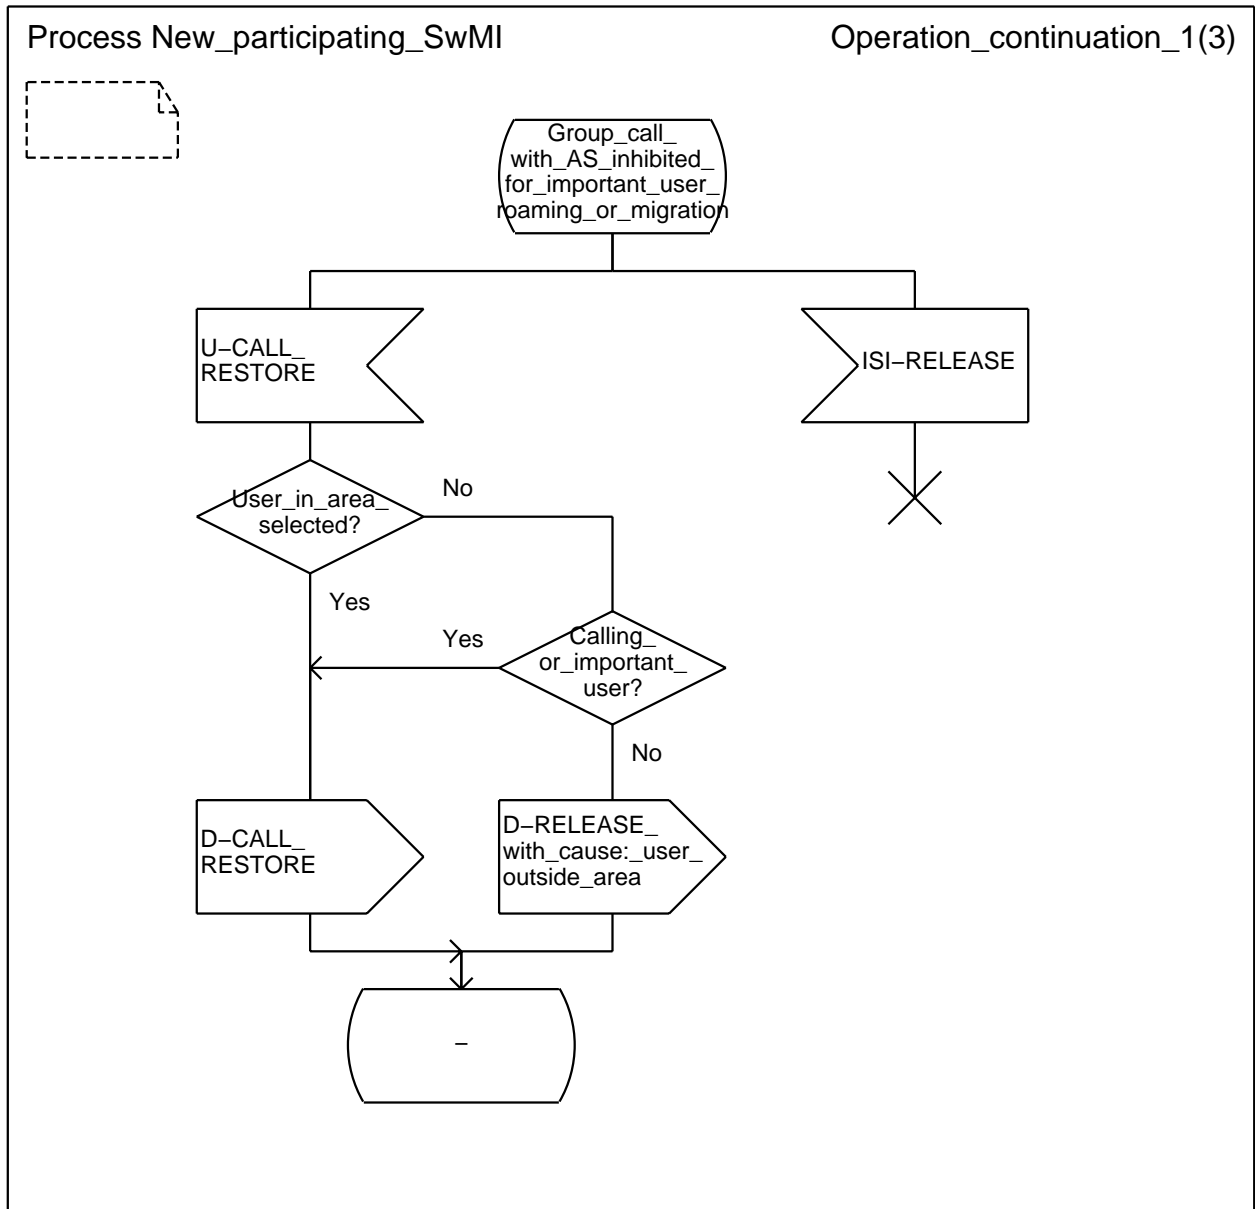 Process New_participating_SwMI
Operation_continuation_1(3)
Group_call_
with_AS_inhibited_
for_important_user_
roaming_or_migration
U−CALL_
RESTORE
ISI−RELEASE
User_in_area_
selected?
No
Yes
Yes
Calling_
or_important_
user?
No
D−CALL_
RESTORE
D−RELEASE_
with_cause:_user_
outside_area
−